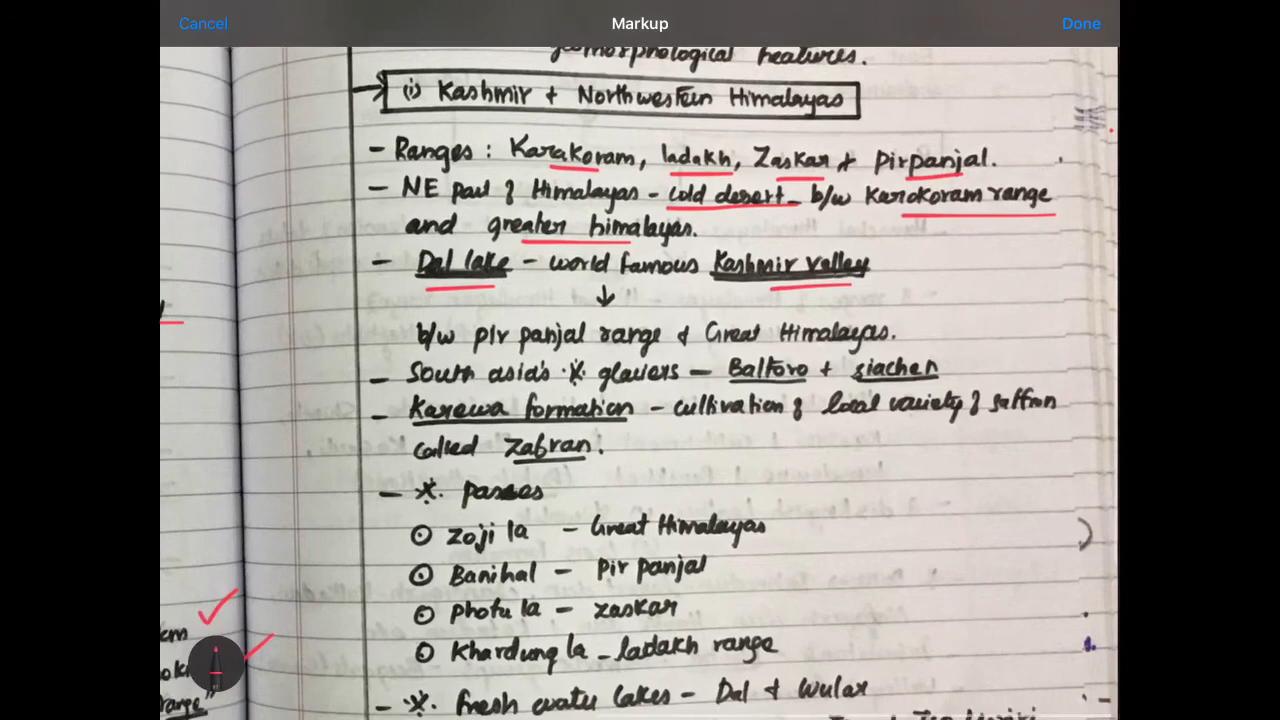 Cancel Markup Done
geomorphological features.
(i) Kashmir + Northwestern Himalayas
- Ranges : Karakoram, ladakh, Zaskar + Pirpanjal.
- NE part of Himalayas - cold desert - b/w Karakoram range
and greater himalayas.
- Dal lake - world famous Kashmir valley
↓
b/w pir panjal range & Great Himalayas.
- South asia's ※ glaciers - Baltoro + siachen
- Karewa formation - cultivation of local variety of saffron
called Zafran.
- ※. passes
⊙ Zoji la - Great Himalayas
⊙ Banihal - Pir panjal
⊙ Photu la - Zaskar
⊙ Khardung la - ladakh range
- ※. fresh water lakes - Dal & wular
cm
range"